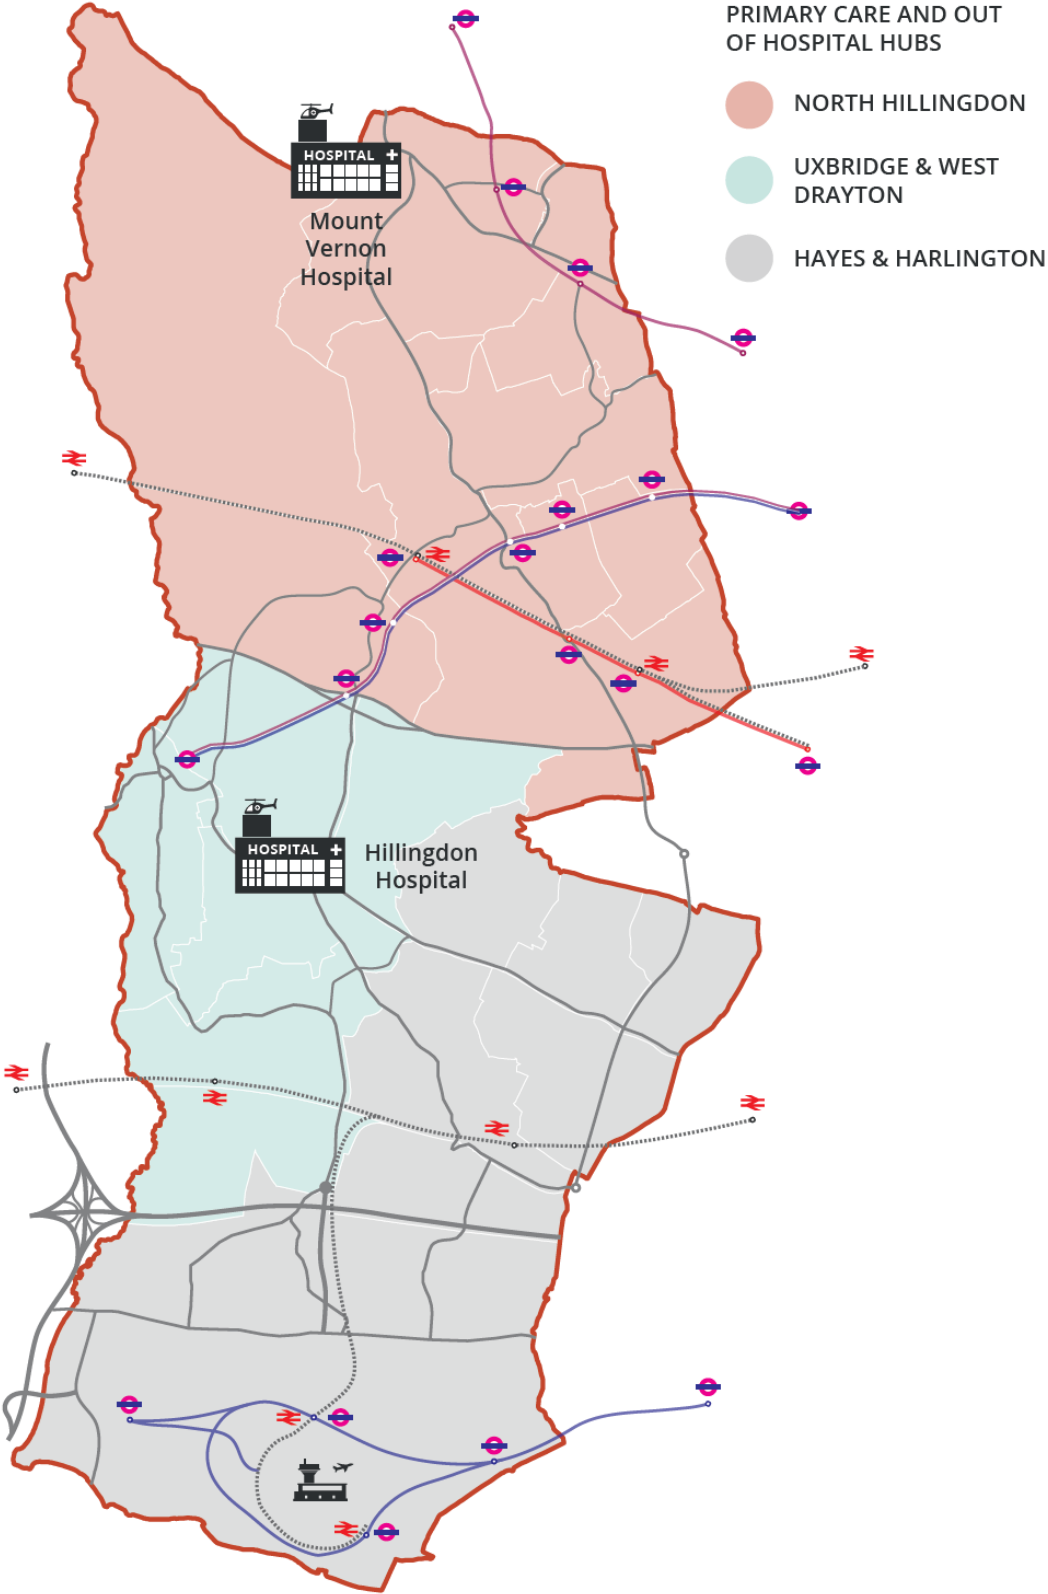 PRIMARY CARE AND OUT
OF HOSPITAL HUBS
NORTH HILLINGDON
UXBRIDGE & WEST
DRAYTON
HAYES & HARLINGTON
HOSPITAL
Mount
Vernon
Hospital
HOSPITAL
Hillingdon
Hospital